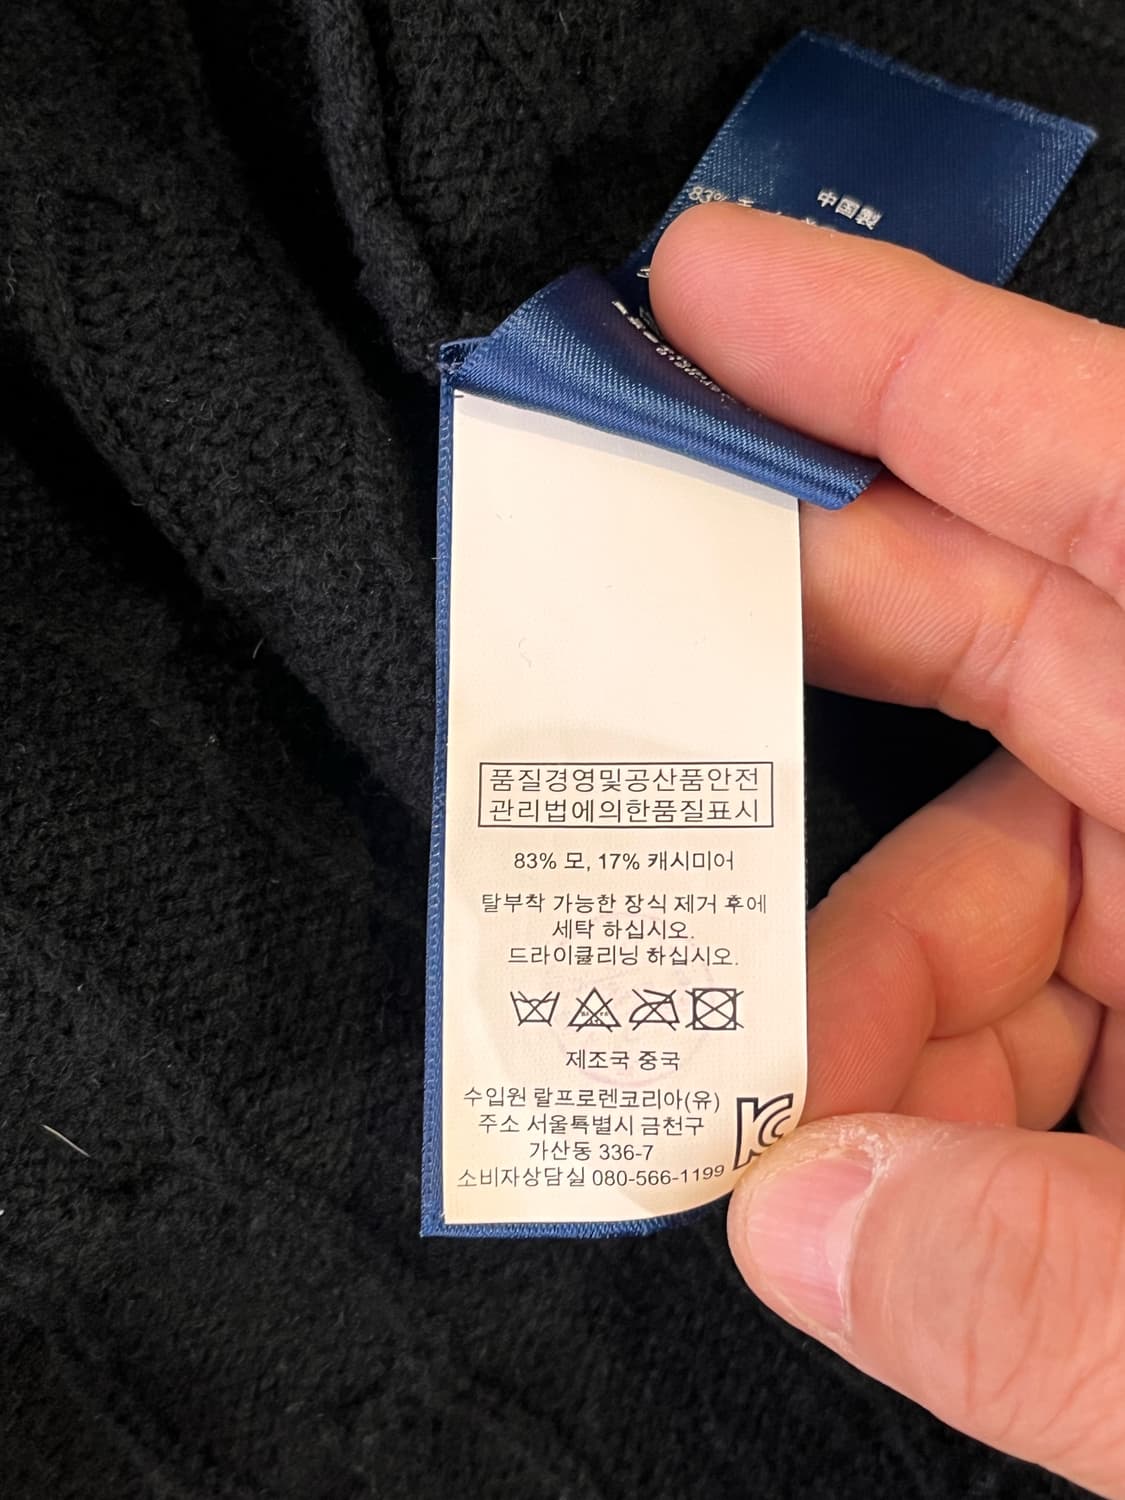 中国製
83%
품질경영및공산품안전
관리법에의한품질표시
83% 모, 17% 캐시미어
탈부착 가능한 장식 제거 후에
세탁 하십시오.
드라이클리닝 하십시오.
제조국 중국
수입원 랄프로렌코리아(유)
주소 서울특별시 금천구
가산동 336-7
소비자상담실 080-566-1199